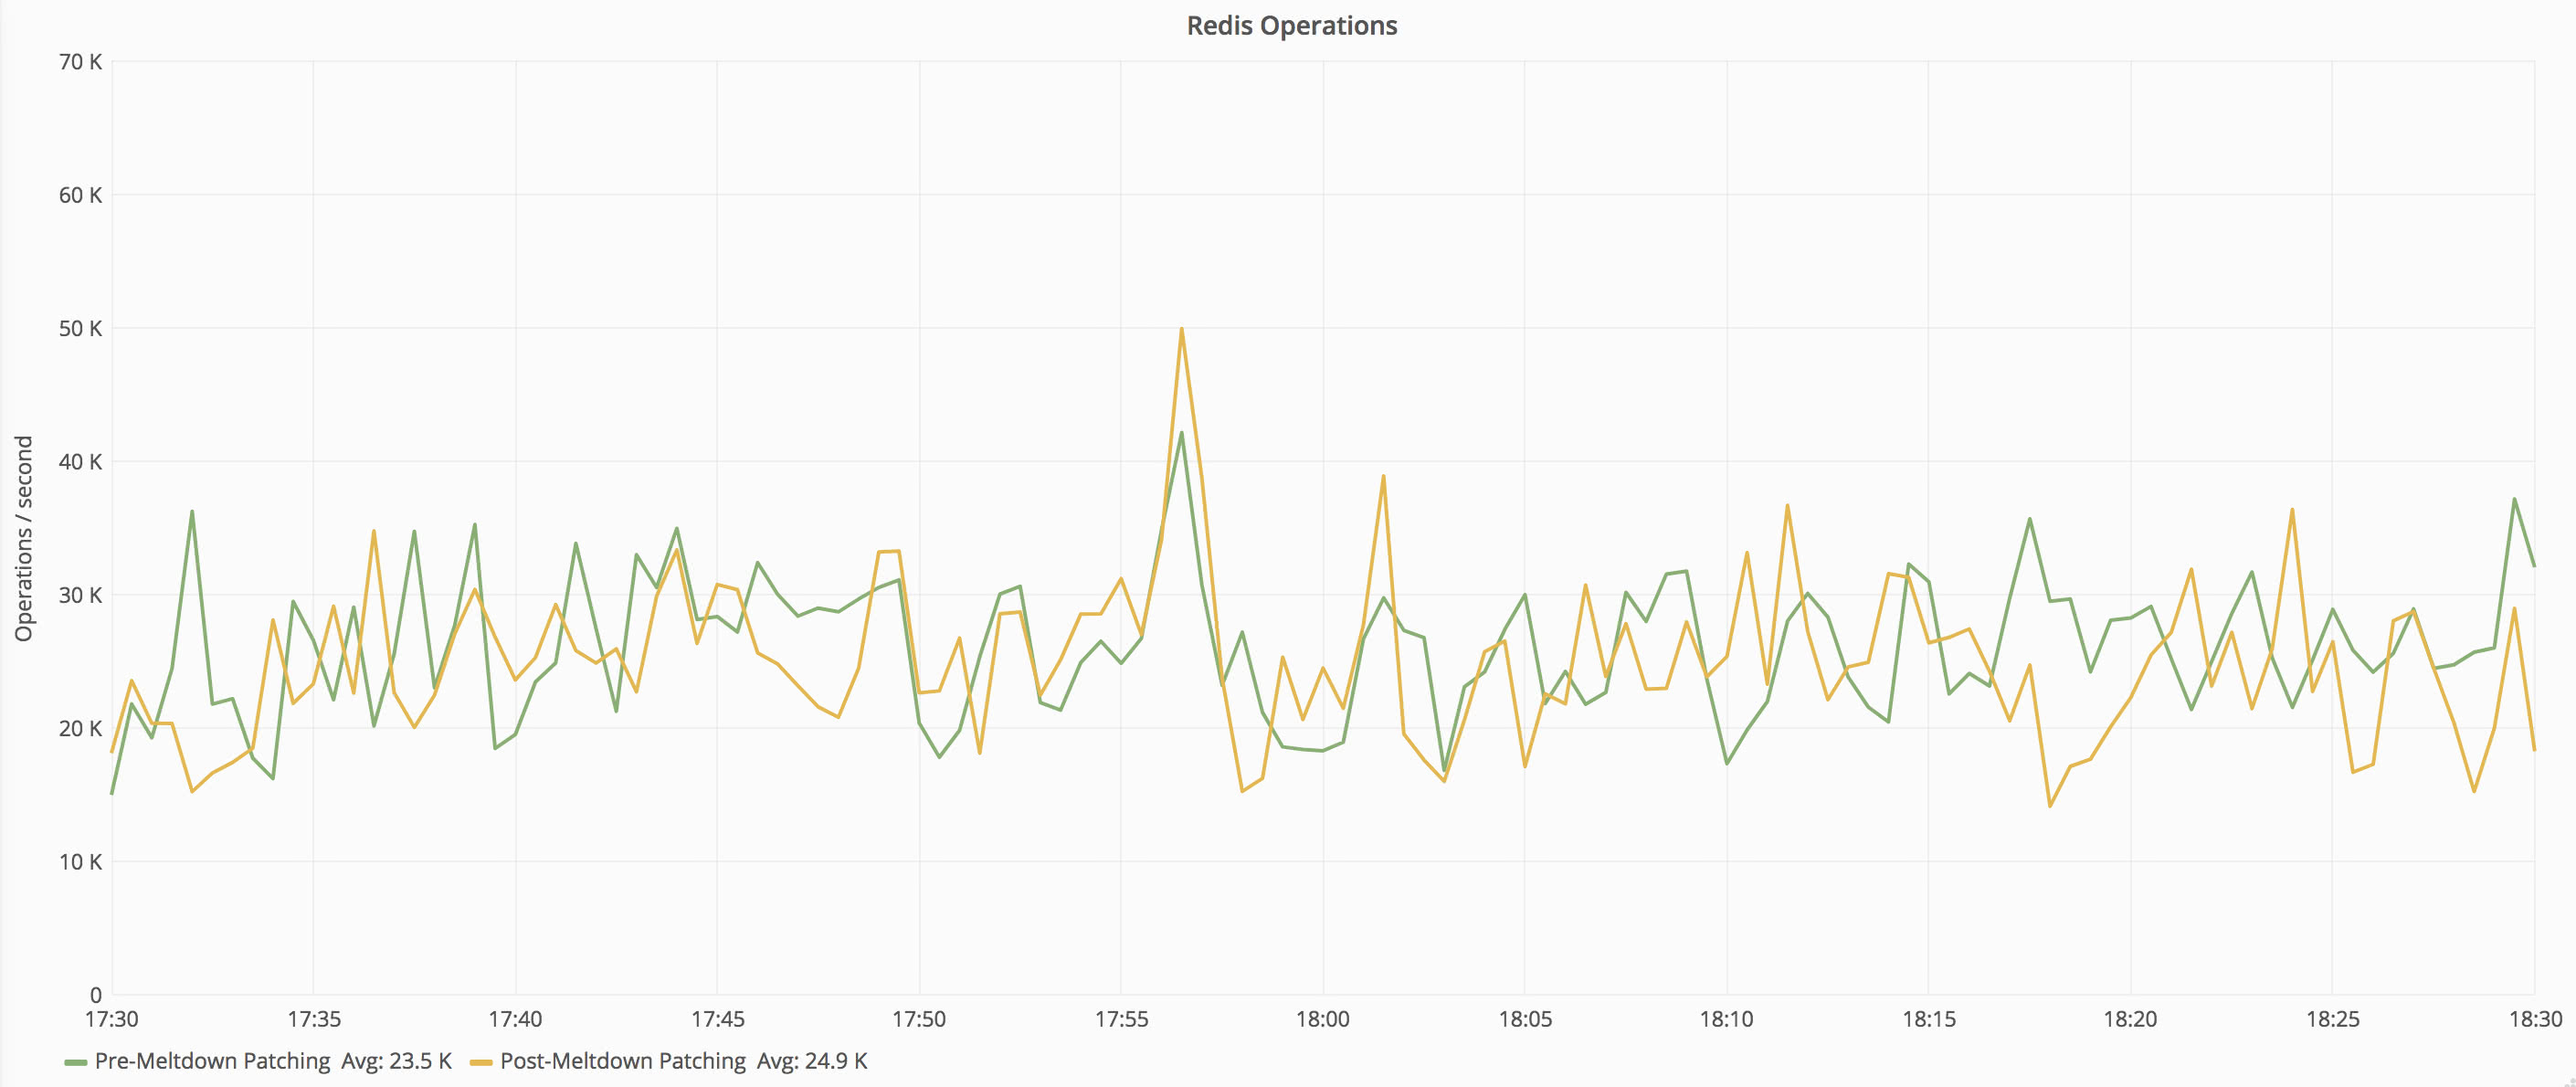 Redis Operations
70 K
60 K
50 K
40 K
30 K
20 K
10 K
0
Operations / second
17:30 17:35 17:40 17:45 17:50 17:55 18:00 18:05 18:10 18:15 18:20 18:25 18:30
Pre-Meltdown Patching Avg: 23.5 K Post-Meltdown Patching Avg: 24.9 K